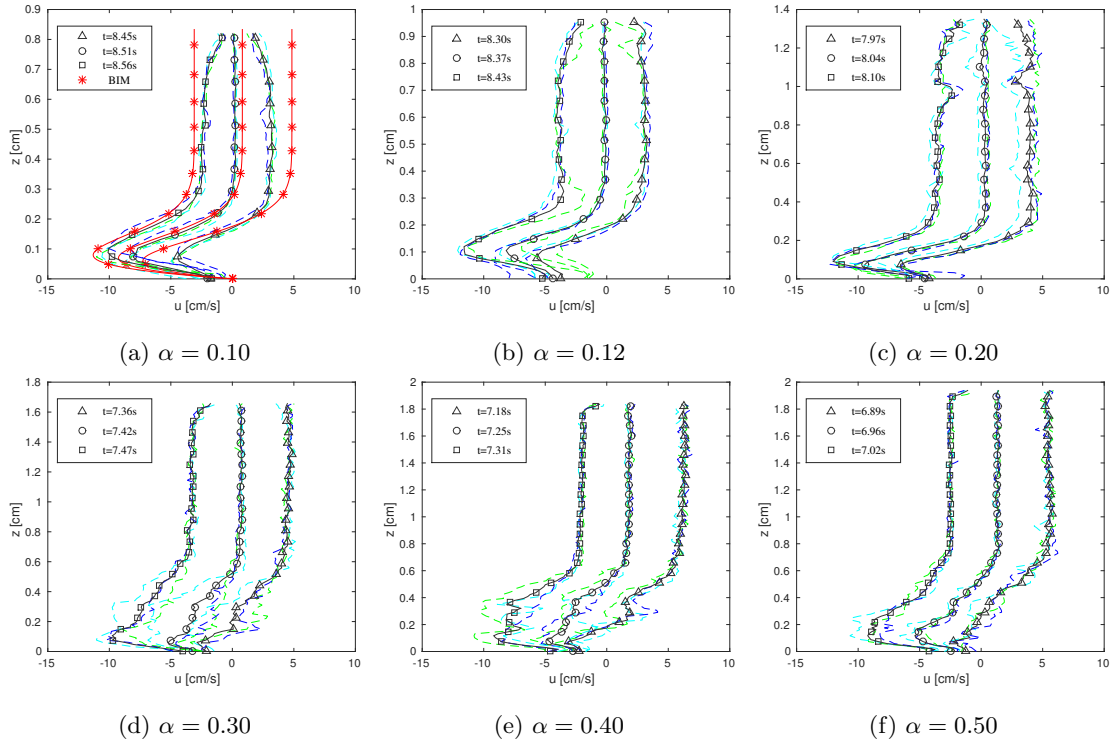 0.9
0.8
0.7
0.6
0.5
0.4
0.3
0.2
0.1
0
z [cm]
-15 -10 -5 0 5 10
u [cm/s]
t=8.45s
t=8.51s
t=8.56s
BIM
(a) α = 0.10
1
0.9
0.8
0.7
0.6
0.5
0.4
0.3
0.2
0.1
0
z [cm]
-15 -10 -5 0 5 10
u [cm/s]
t=8.30s
t=8.37s
t=8.43s
(b) α = 0.12
1.4
1.2
1
0.8
0.6
0.4
0.2
0
z [cm]
-15 -10 -5 0 5 10
u [cm/s]
t=7.97s
t=8.04s
t=8.10s
(c) α = 0.20
1.8
1.6
1.4
1.2
1
0.8
0.6
0.4
0.2
0
z [cm]
-15 -10 -5 0 5 10
u [cm/s]
t=7.36s
t=7.42s
t=7.47s
(d) α = 0.30
2
1.8
1.6
1.4
1.2
1
0.8
0.6
0.4
0.2
0
z [cm]
-15 -10 -5 0 5 10
u [cm/s]
t=7.18s
t=7.25s
t=7.31s
(e) α = 0.40
2
1.8
1.6
1.4
1.2
1
0.8
0.6
0.4
0.2
0
z [cm]
-15 -10 -5 0 5 10
u [cm/s]
t=6.89s
t=6.96s
t=7.02s
(f) α = 0.50